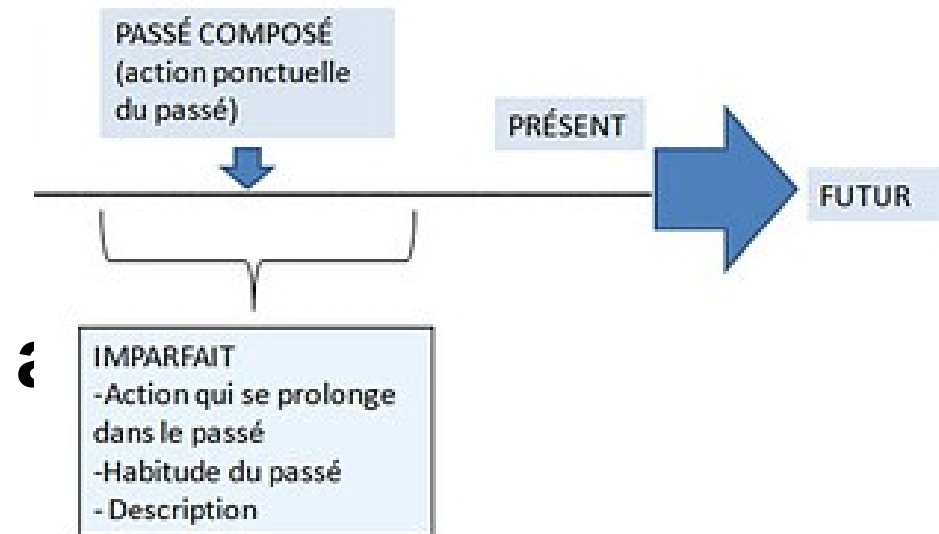 PASSÉ COMPOSÉ
(action ponctuelle
du passé)
PRÉSENT
FUTUR
IMPARFAIT
-Action qui se prolonge
dans le passé
-Habitude du passé
- Description